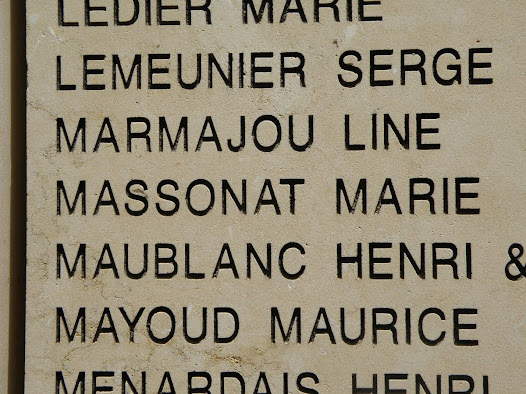 LEDIER MARIE
LEMEUNIER SERGE
MARMAJOU LINE
MASSONAT MARIE
MAUBLANC HENRI &
MAYOUD MAURICE
MENARDAIS HENRI